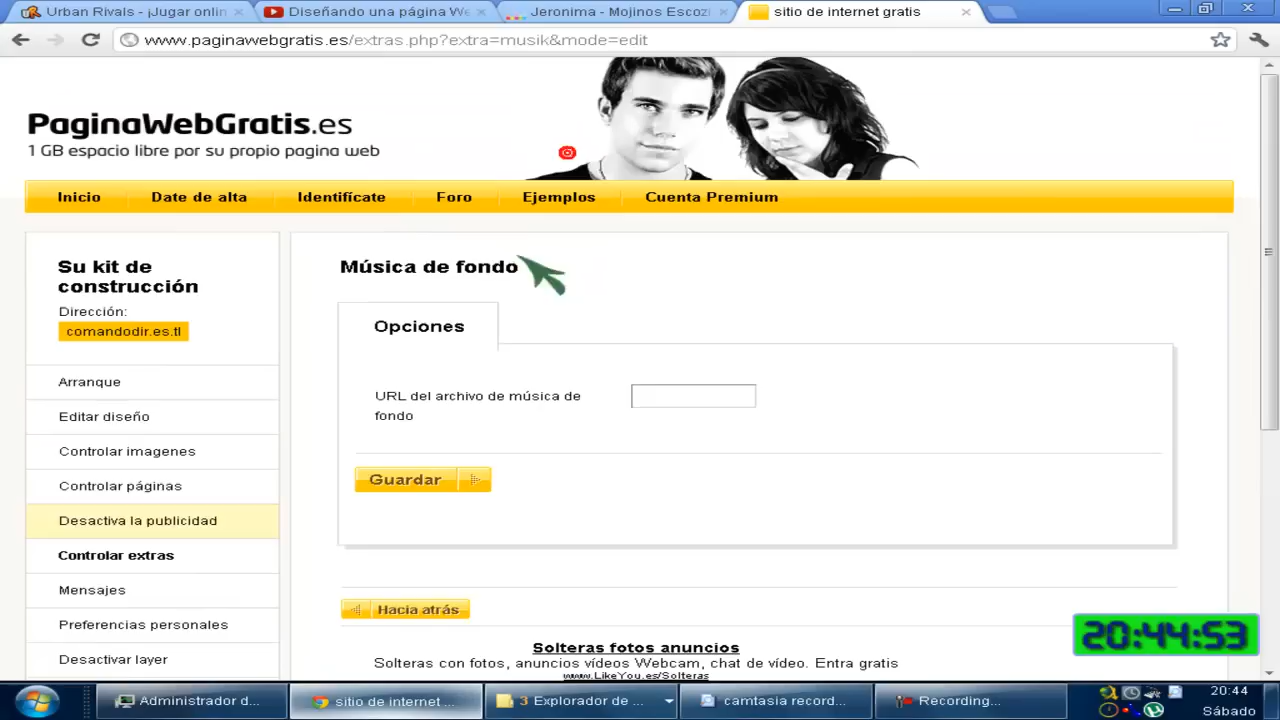 Urban Rivals - ¡Jugar onlin
Diseñando una página We
Jeronima - Mojinos Escozi
sitio de internet gratis
www.paginawebgratis.es/extras.php?extra=musik&mode=edit
PaginaWebGratis.es
1 GB espacio libre por su propio pagina web
Inicio
Date de alta
Identifícate
Foro
Ejemplos
Cuenta Premium
Su kit de
construcción
Dirección:
comandodir.es.tl
Arranque
Editar diseño
Controlar imagenes
Controlar páginas
Desactiva la publicidad
Controlar extras
Mensajes
Preferencias personales
Desactivar layer
Música de fondo
Opciones
URL del archivo de música de
fondo
Guardar
Hacia atrás
Solteras fotos anuncios
Solteras con fotos, anuncios vídeos Webcam, chat de vídeo. Entra gratis
www.LikeYou.es/Solteras
20:44:53
Administrador d...
sitio de internet ...
3 Explorador de ...
camtasia record...
Recording...
20:44
Sábado